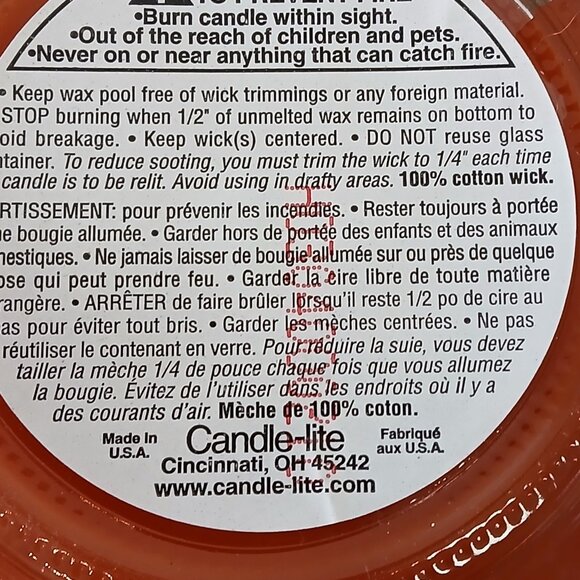 TO PREVENT FIRE
•Burn candle within sight.
•Out of the reach of children and pets.
•Never on or near anything that can catch fire.
• Keep wax pool free of wick trimmings or any foreign material.
STOP burning when 1/2" of unmelted wax remains on bottom to
oid breakage. • Keep wick(s) centered. • DO NOT reuse glass
ntainer. To reduce sooting, you must trim the wick to 1/4" each time
candle is to be relit. Avoid using in drafty areas. 100% cotton wick.
RTISSEMENT: pour prévenir les incendies. • Rester toujours à portée
ne bougie allumée. • Garder hors de portée des enfants et des animaux
mestiques. • Ne jamais laisser de bougie allumée sur ou près de quelque
ose qui peut prendre feu. • Garder la cire libre de toute matière
rangère. • ARRÊTER de faire brûler lorsqu'il reste 1/2 po de cire au
as pour éviter tout bris. • Garder les mèches centrées. • Ne pas
réutiliser le contenant en verre. Pour réduire la suie, vous devez
tailler la mèche 1/4 de pouce chaque fois que vous allumez
la bougie. Évitez de l'utiliser dans les endroits où il y a
des courants d'air. Mèche de 100% coton.
Made In
U.S.A.
Candle-lite
Fabriqué
aux U.S.A.
Cincinnati, OH 45242
www.candle-lite.com